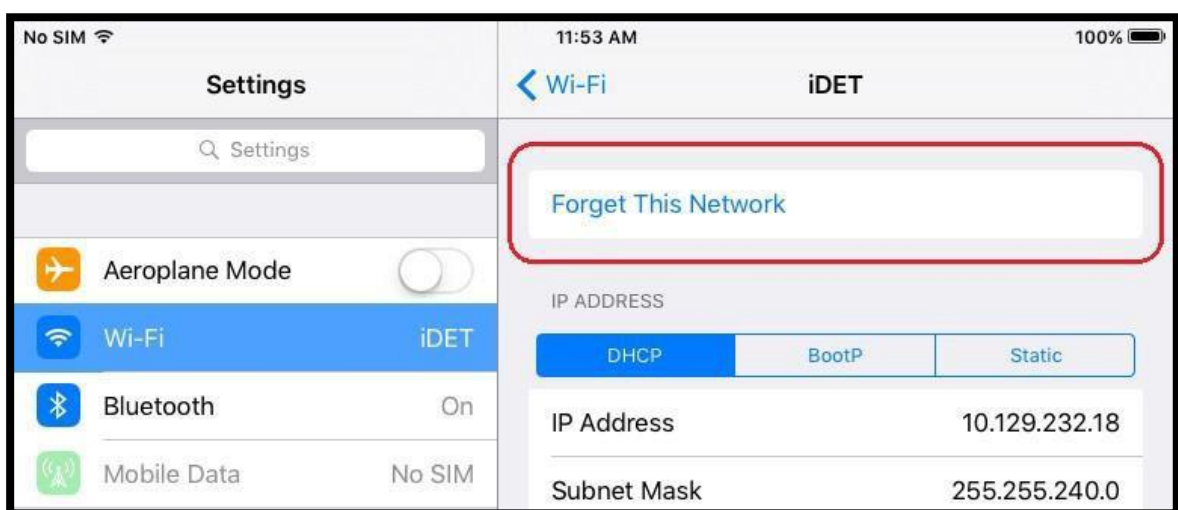 No SIM
11:53 AM
100%
Settings
Wi-Fi
iDET
Settings
Forget This Network
Aeroplane Mode
IP ADDRESS
Wi-Fi
iDET
DHCP
BootP
Static
Bluetooth
On
IP Address
10.129.232.18
Mobile Data
No SIM
Subnet Mask
255.255.240.0